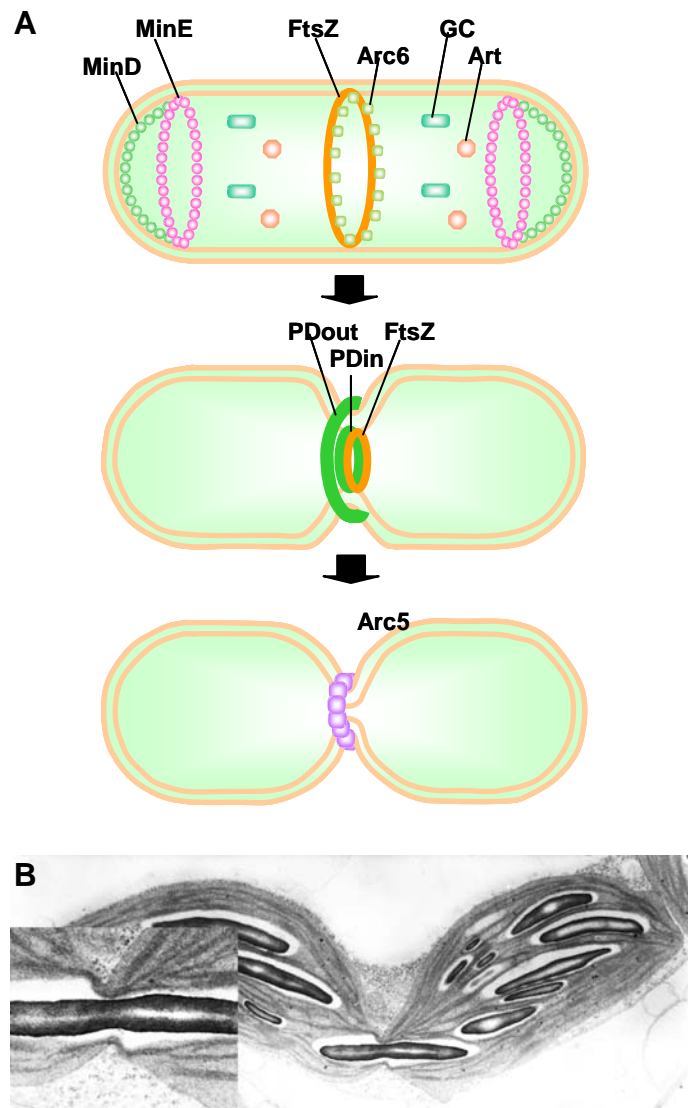 A
MinE FtsZ GC
MinD Arc6 Art
PDout FtsZ
PDin
Arc5
B